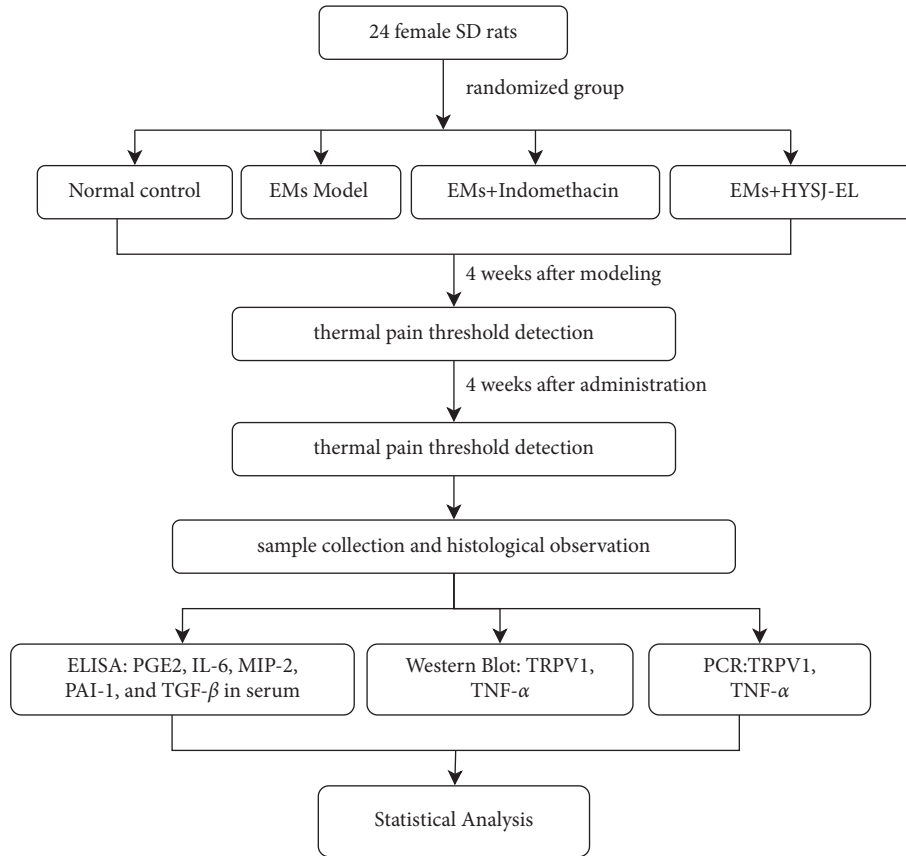 24 female SD rats
randomized group
Normal control
EMs Model
EMs+Indomethacin
EMs+HYSJ-EL
4 weeks after modeling
thermal pain threshold detection
4 weeks after administration
thermal pain threshold detection
sample collection and histological observation
ELISA: PGE2, IL-6, MIP-2,
PAI-1, and TGF-β in serum
Western Blot: TRPV1,
TNF-α
PCR:TRPV1,
TNF-α
Statistical Analysis